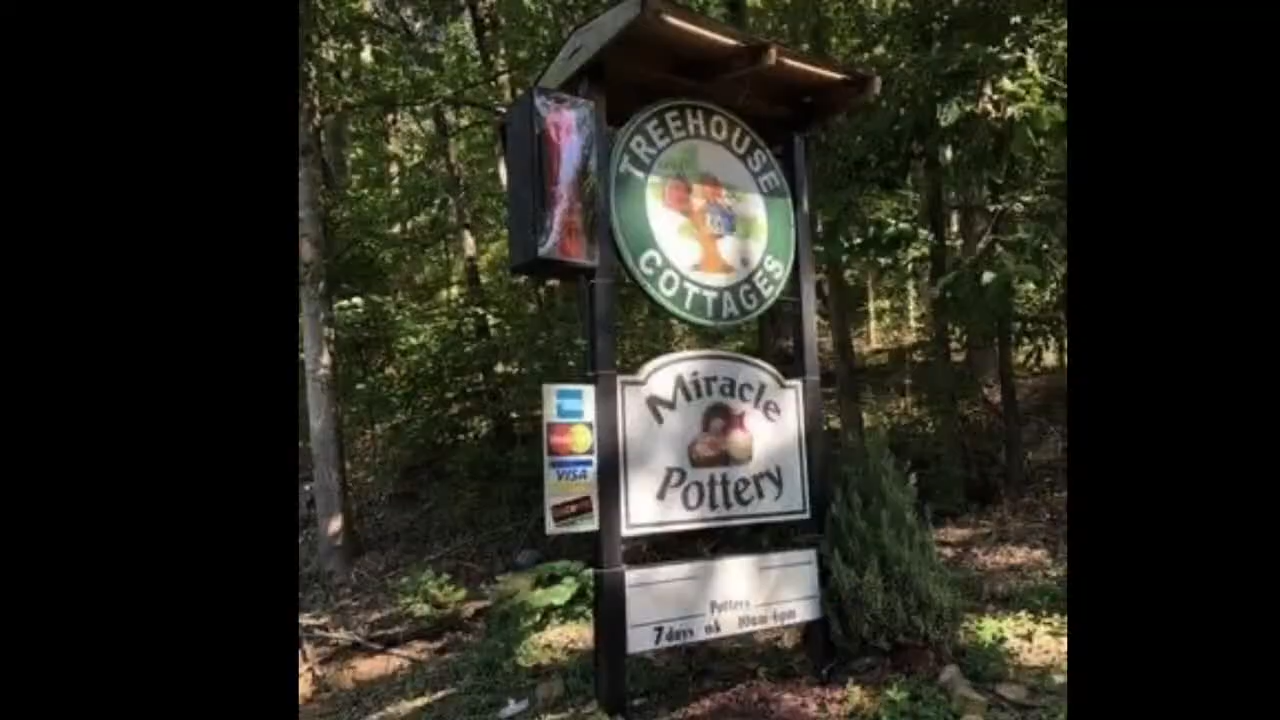 TREEHOUSE
COTTAGES
Miracle
Pottery
VISA
Pottery
7 days wk 10am-6pm